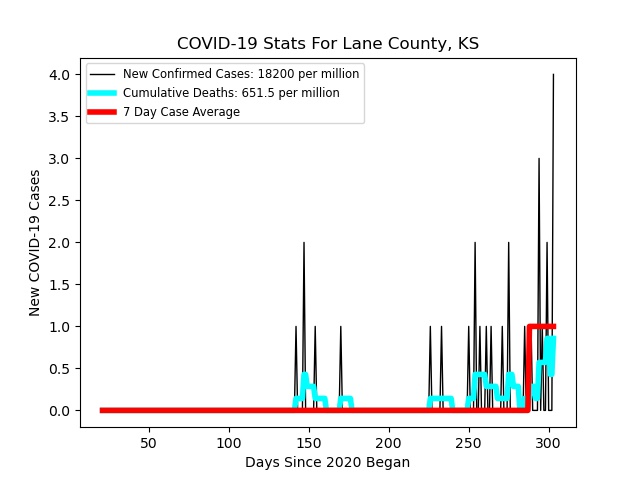 COVID-19 Stats For Lane County, KS
New Confirmed Cases: 18200 per million
Cumulative Deaths: 651.5 per million
7 Day Case Average
New COVID-19 Cases
4.0
3.5
3.0
2.5
2.0
1.5
1.0
0.5
0.0
50 100 150 200 250 300
Days Since 2020 Began